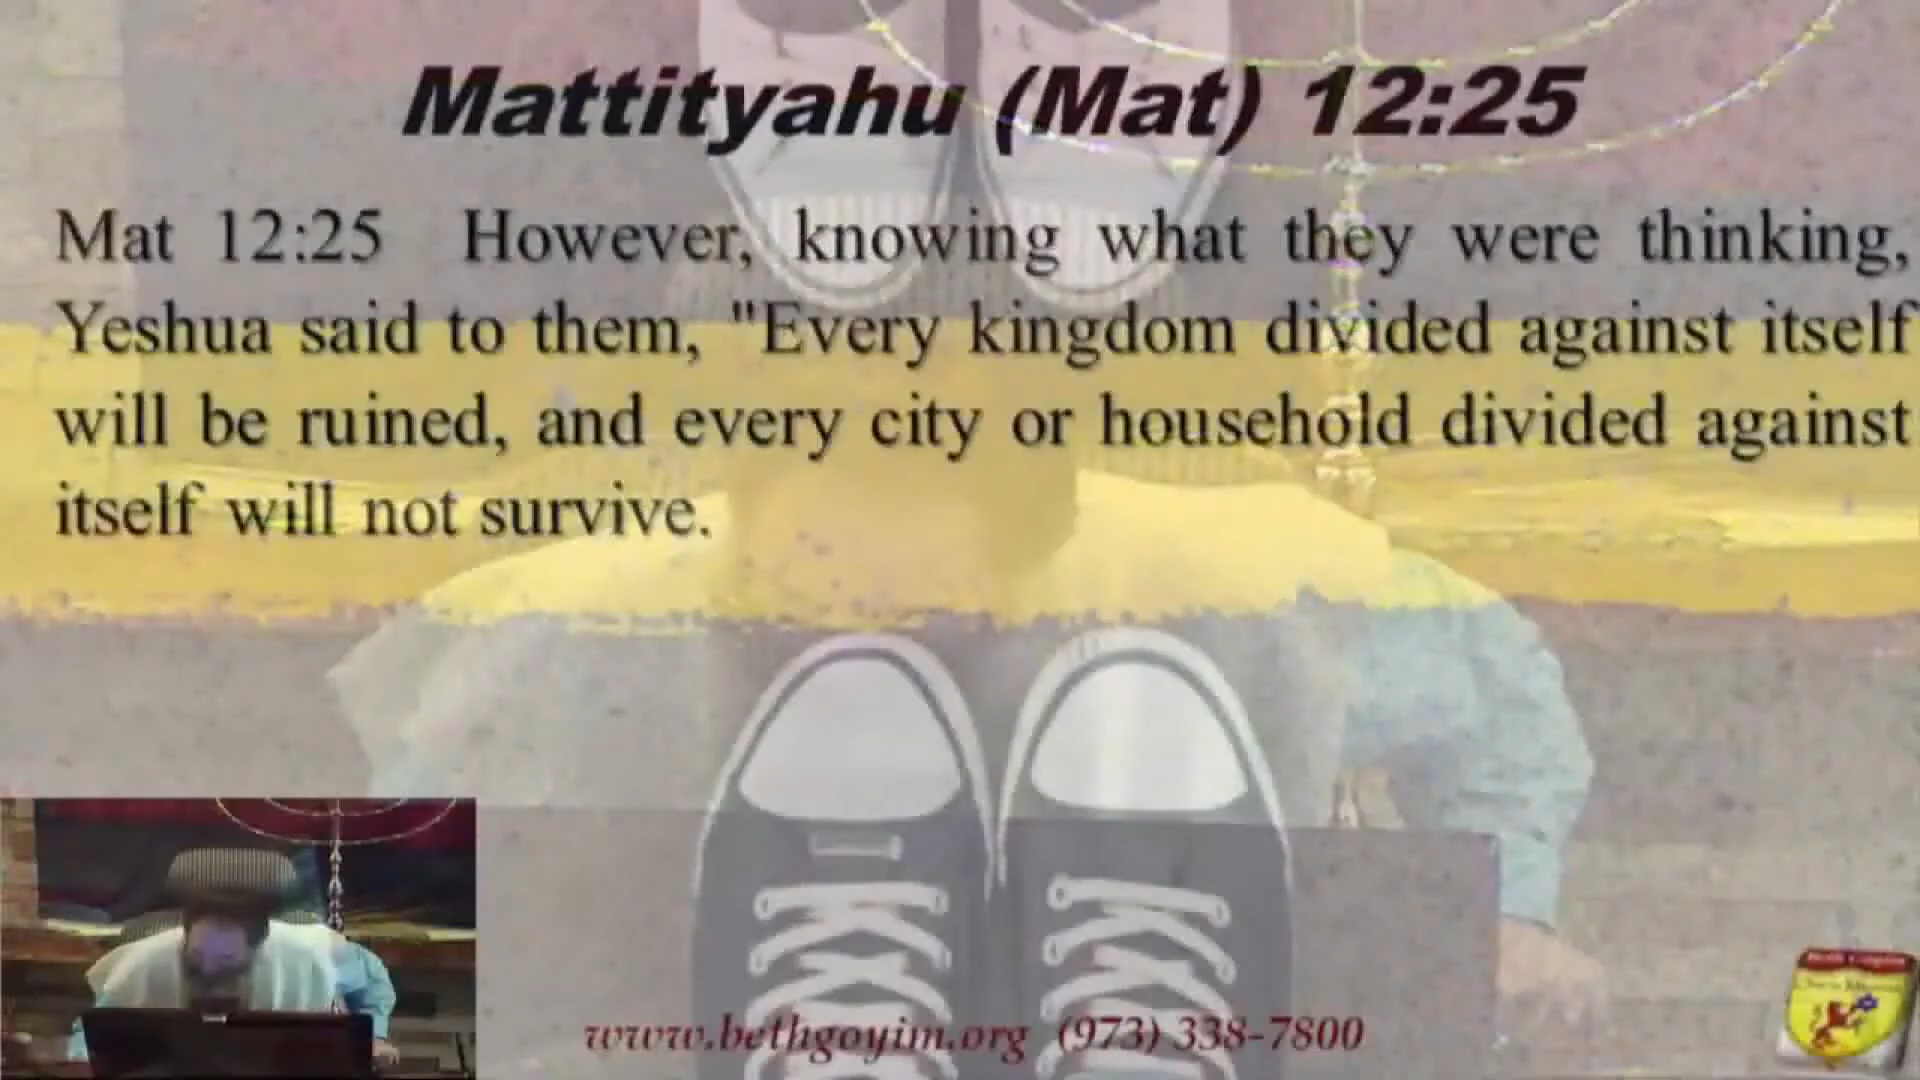 Mattityahu (Mat) 12:25
Mat 12:25 However, knowing what they were thinking,
Yeshua said to them, "Every kingdom divided against itself
will be ruined, and every city or household divided against
itself will not survive.
www.bethgoyim.org (973) 338-7800